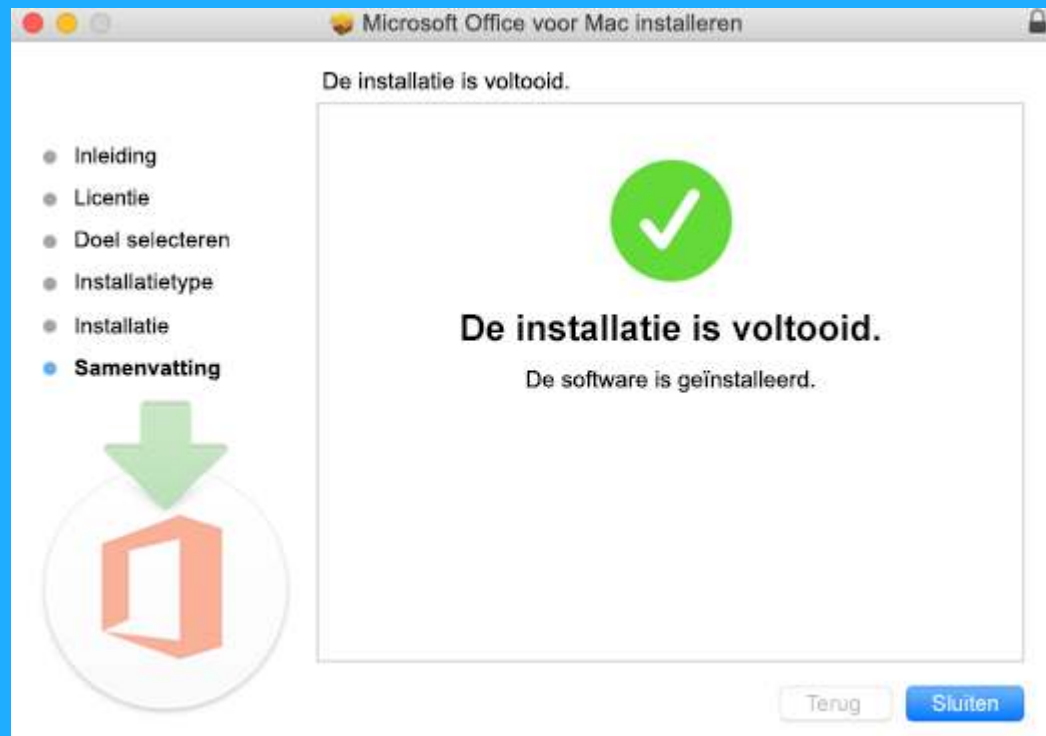 Microsoft Office voor Mac installeren
De installatie is voltooid.
Inleiding
Licentie
Doel selecteren
Installatietype
Installatie
Samenvatting
De installatie is voltooid.
De software is geïnstalleerd.
Terug
Sluiten